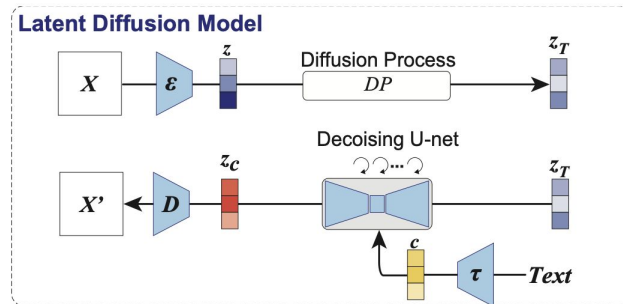 Latent Diffusion Model
X
ε
z
Diffusion Process
DP
z_T
Decoising U-net
...
X’
D
z_c
z_T
c
τ
Text